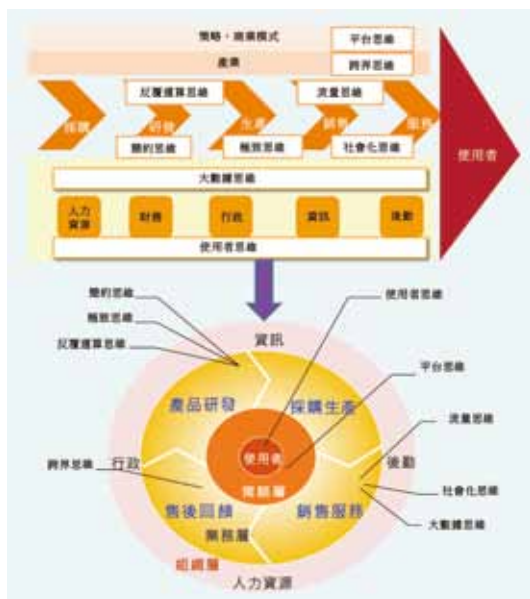 策略、商業模式
平台思維
產業
跨界思維
反覆運算思維
流量思維
採購
研發
生產
銷售
服務
簡約思維
極致思維
社會化思維
使用者
大數據思維
人力
資源
財務
行政
資訊
後勤
使用者思維
簡約思維
極致思維
反覆運算思維
使用者思維
資訊
平台思維
產品研發
採購生產
流量思維
使用者
跨界思維
行政
後勤
策略層
社會化思維
售後回饋
銷售服務
大數據思維
業務層
組織層
人力資源